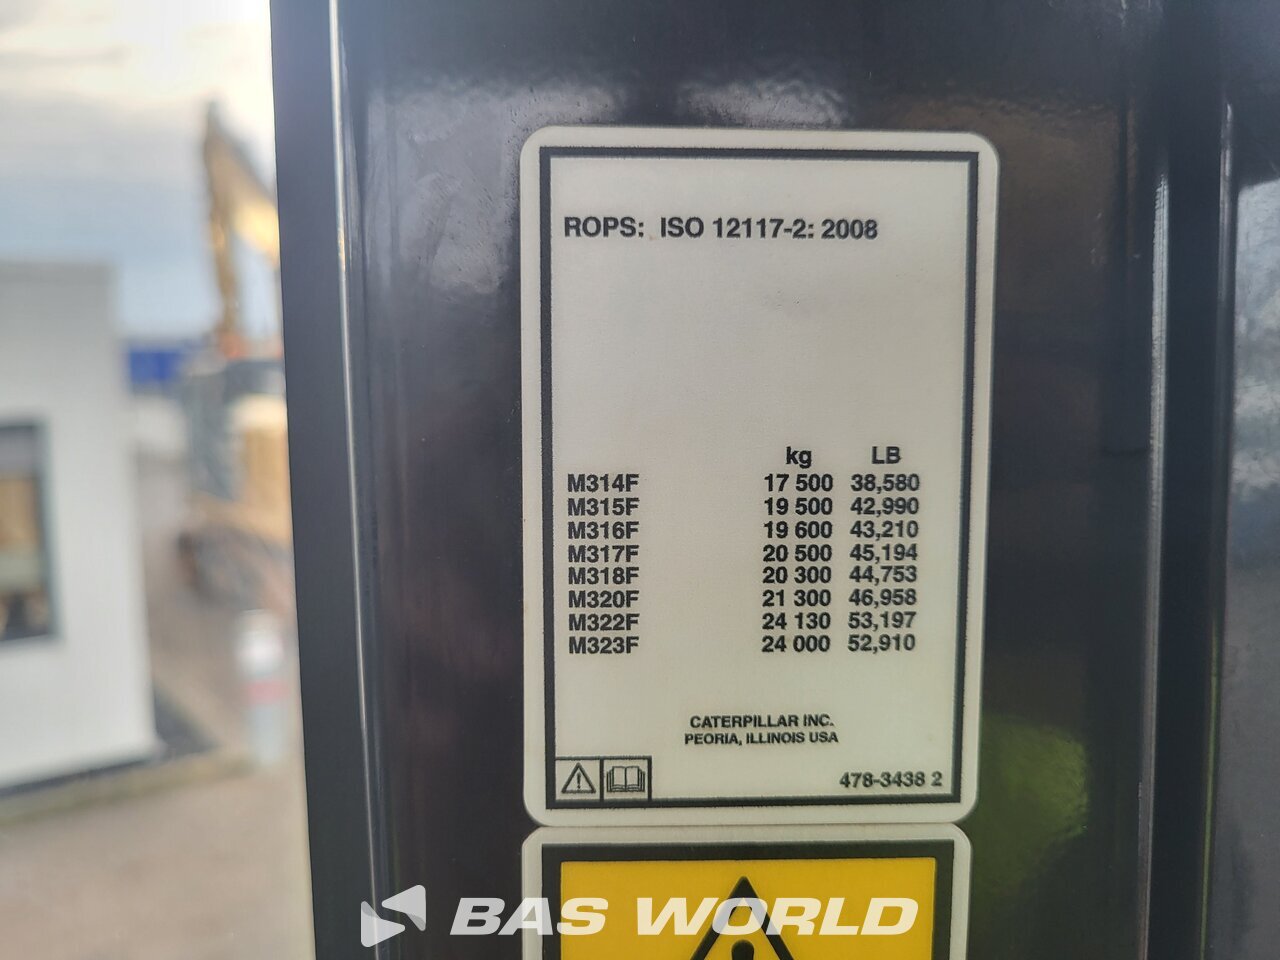 ROPS: ISO 12117-2: 2008
kg LB
M314F 17 500 38,580
M315F 19 500 42,990
M316F 19 600 43,210
M317F 20 500 45,194
M318F 20 300 44,753
M320F 21 300 46,958
M322F 24 130 53,197
M323F 24 000 52,910
CATERPILLAR INC.
PEORIA, ILLINOIS USA
478-3438 2
BAS WORLD